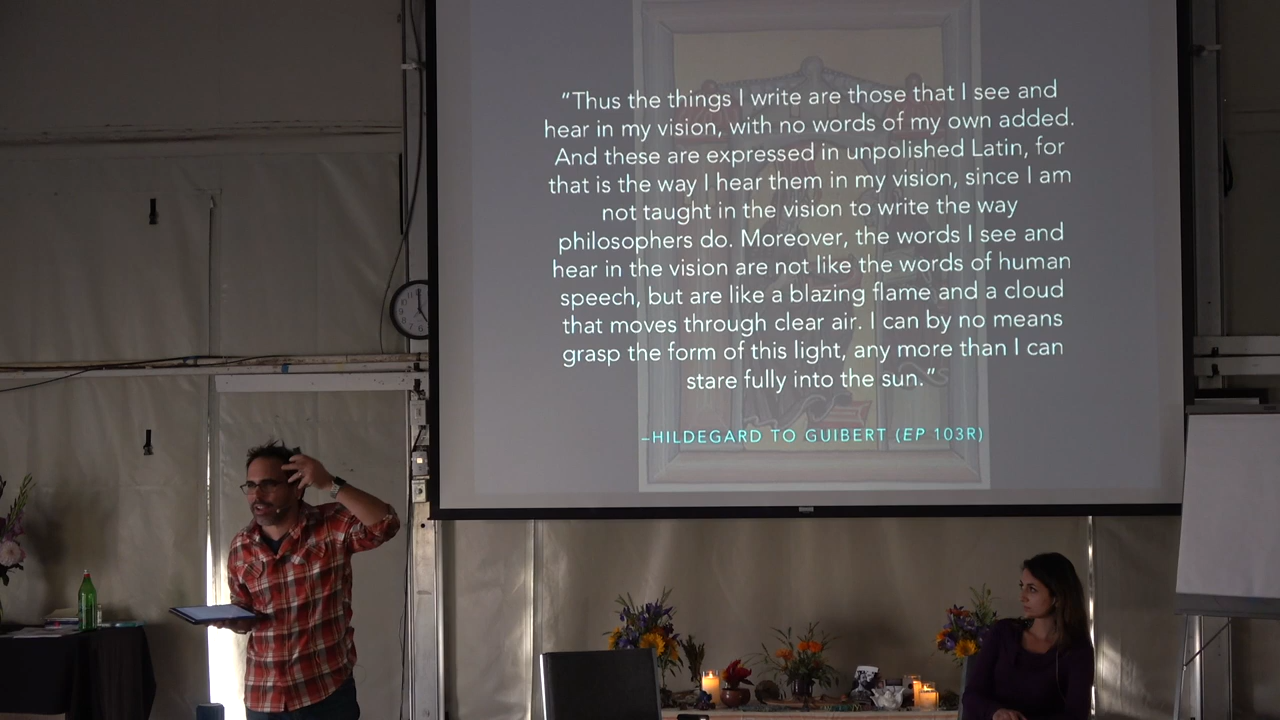 “Thus the things I write are those that I see and
hear in my vision, with no words of my own added.
And these are expressed in unpolished Latin, for
that is the way I hear them in my vision, since I am
not taught in the vision to write the way
philosophers do. Moreover, the words I see and
hear in the vision are not like the words of human
speech, but are like a blazing flame and a cloud
that moves through clear air. I can by no means
grasp the form of this light, any more than I can
stare fully into the sun.”
–HILDEGARD TO GUIBERT (EP 103R)